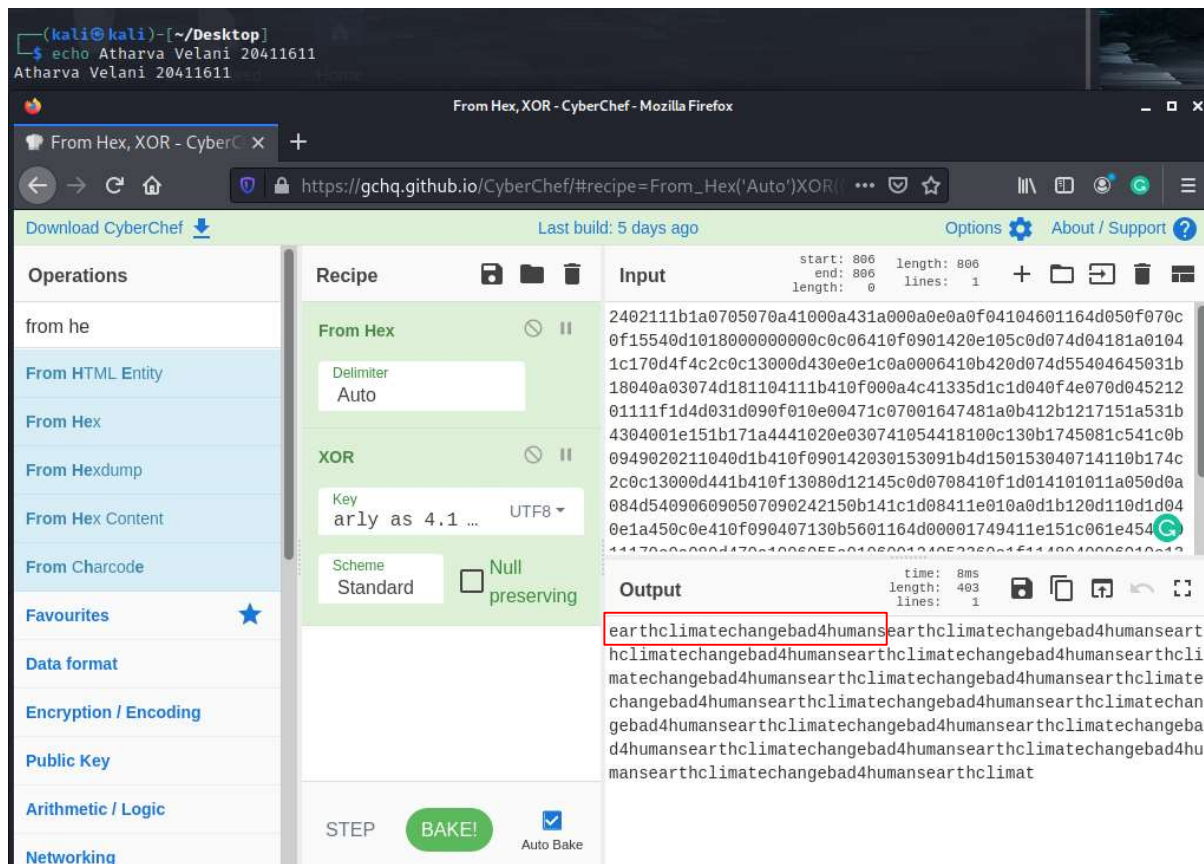 (kali㉿kali)-[~/Desktop]
$ echo Atharva Velani 20411611
Atharva Velani 20411611
From Hex, XOR - CyberChef - Mozilla Firefox
From Hex, XOR - CyberC
https://gchq.github.io/CyberChef/#recipe=From_Hex('Auto')XOR(
Download CyberChef
Last build: 5 days ago
Options
About / Support
Operations
Recipe
Input
start: 806
end: 806
length: 0
length: 806
lines: 1
from he
From HTML Entity
From Hex
From Hexdump
From Hex Content
From Charcode
Favourites
Data format
Encryption / Encoding
Public Key
Arithmetic / Logic
Networking
From Hex
Delimiter
Auto
XOR
Key
arly as 4.1 …
UTF8
Scheme
Standard
Null
preserving
STEP
BAKE!
Auto Bake
2402111b1a0705070a41000a431a000a0e0a0f04104601164d050f070c
0f15540d1018000000000c0c06410f0901420e105c0d074d04181a0104
1c170d4f4c2c0c13000d430e0e1c0a0006410b420d074d55404645031b
18040a03074d181104111b410f000a4c41335d1c1d040f4e070d045212
01111f1d4d031d090f010e00471c07001647481a0b412b1217151a531b
4304001e151b171a4441020e030741054418100c130b1745081c541c0b
0949020211040d1b410f090142030153091b4d150153040714110b174c
2c0c13000d441b410f13080d12145c0d0708410f1d014101011a050d0a
084d540906090507090242150b141c1d08411e010a0d1b120d110d1d04
0e1a450c0e410f090407130b5601164d00001749411e151c061e454
Output
time: 8ms
length: 403
lines: 1
earthclimatechangebad4humansearthclimatechangebad4humanseart
hclimatechangebad4humansearthclimatechangebad4humansearthcli
matechangebad4humansearthclimatechangebad4humansearthclimate
changebad4humansearthclimatechangebad4humansearthclimatechan
gebad4humansearthclimatechangebad4humansearthclimatechangeba
d4humansearthclimatechangebad4humansearthclimatechangebad4hu
mansearthclimatechangebad4humansearthclimat